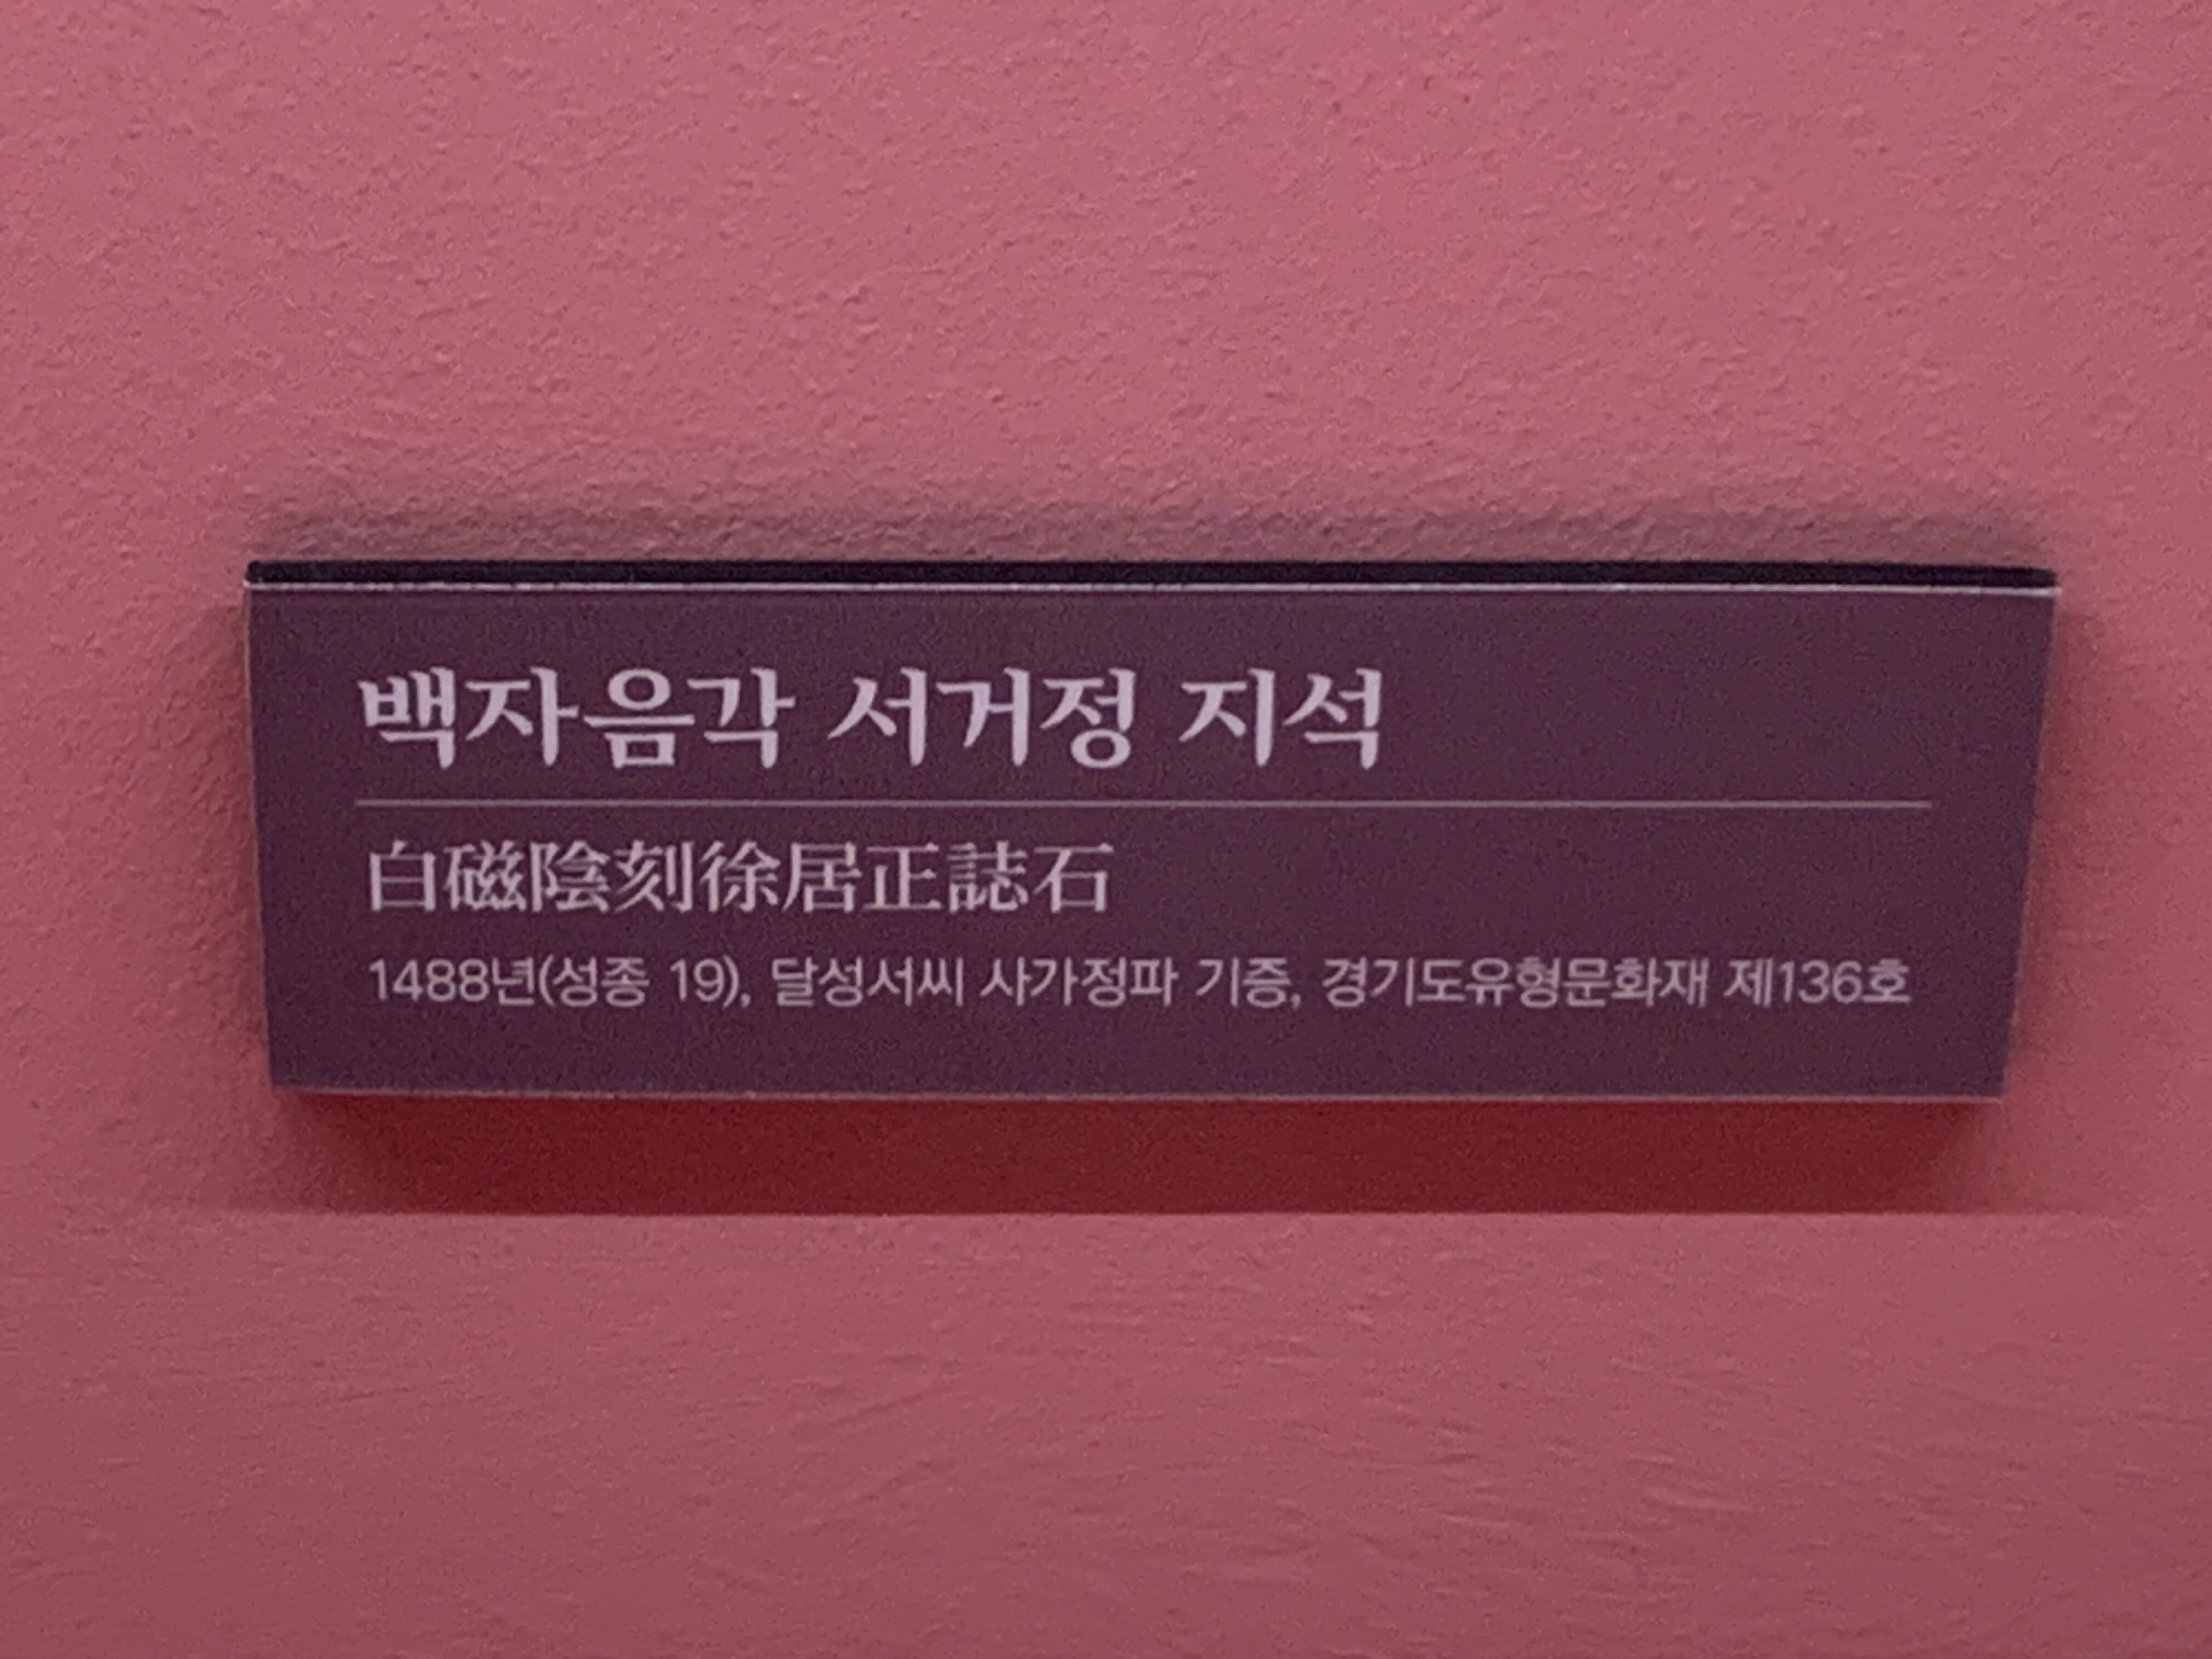 백자음각 서거정 지석
白磁陰刻徐居正誌石
1488년(성종 19), 달성서씨 사가정파 기증, 경기도유형문화재 제136호